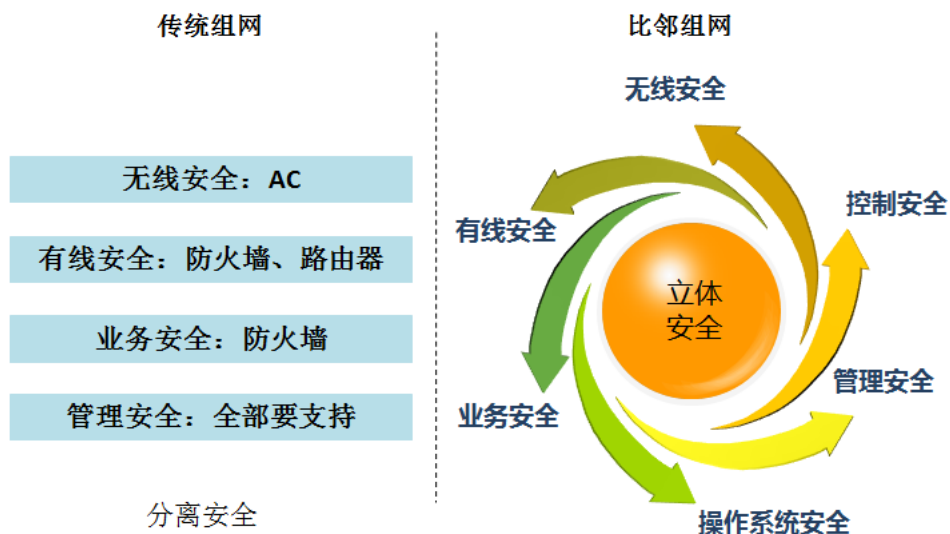 传统组网
无线安全：AC
有线安全：防火墙、路由器
业务安全：防火墙
管理安全：全部要支持
分离安全
比邻组网
无线安全
控制安全
有线安全
立体
安全
管理安全
业务安全
操作系统安全